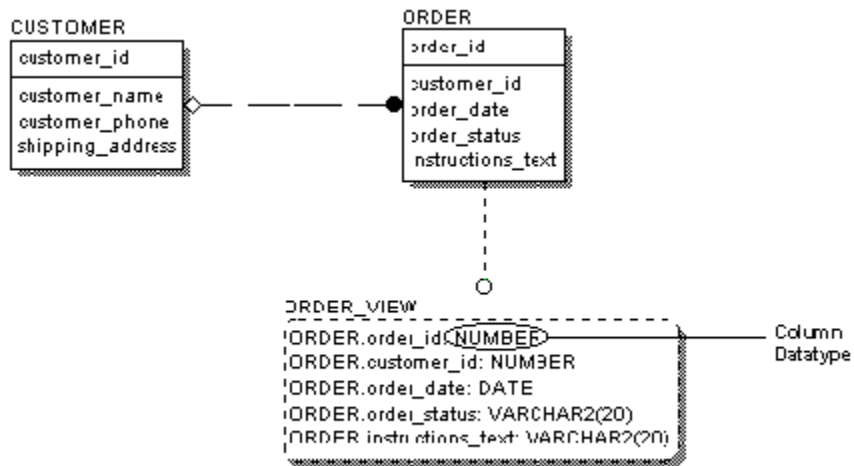 CUSTOMER
customer_id
customer_name
customer_phone
shipping_address
ORDER
order_id
customer_id
order_date
order_status
instructions_text
ORDER_VIEW
ORDER.order_id: NUMBER
ORDER.customer_id: NUMBER
ORDER.order_date: DATE
ORDER.order_status: VARCHAR2(20)
ORDER.instructions_text: VARCHAR2(20)
Column
Datatype